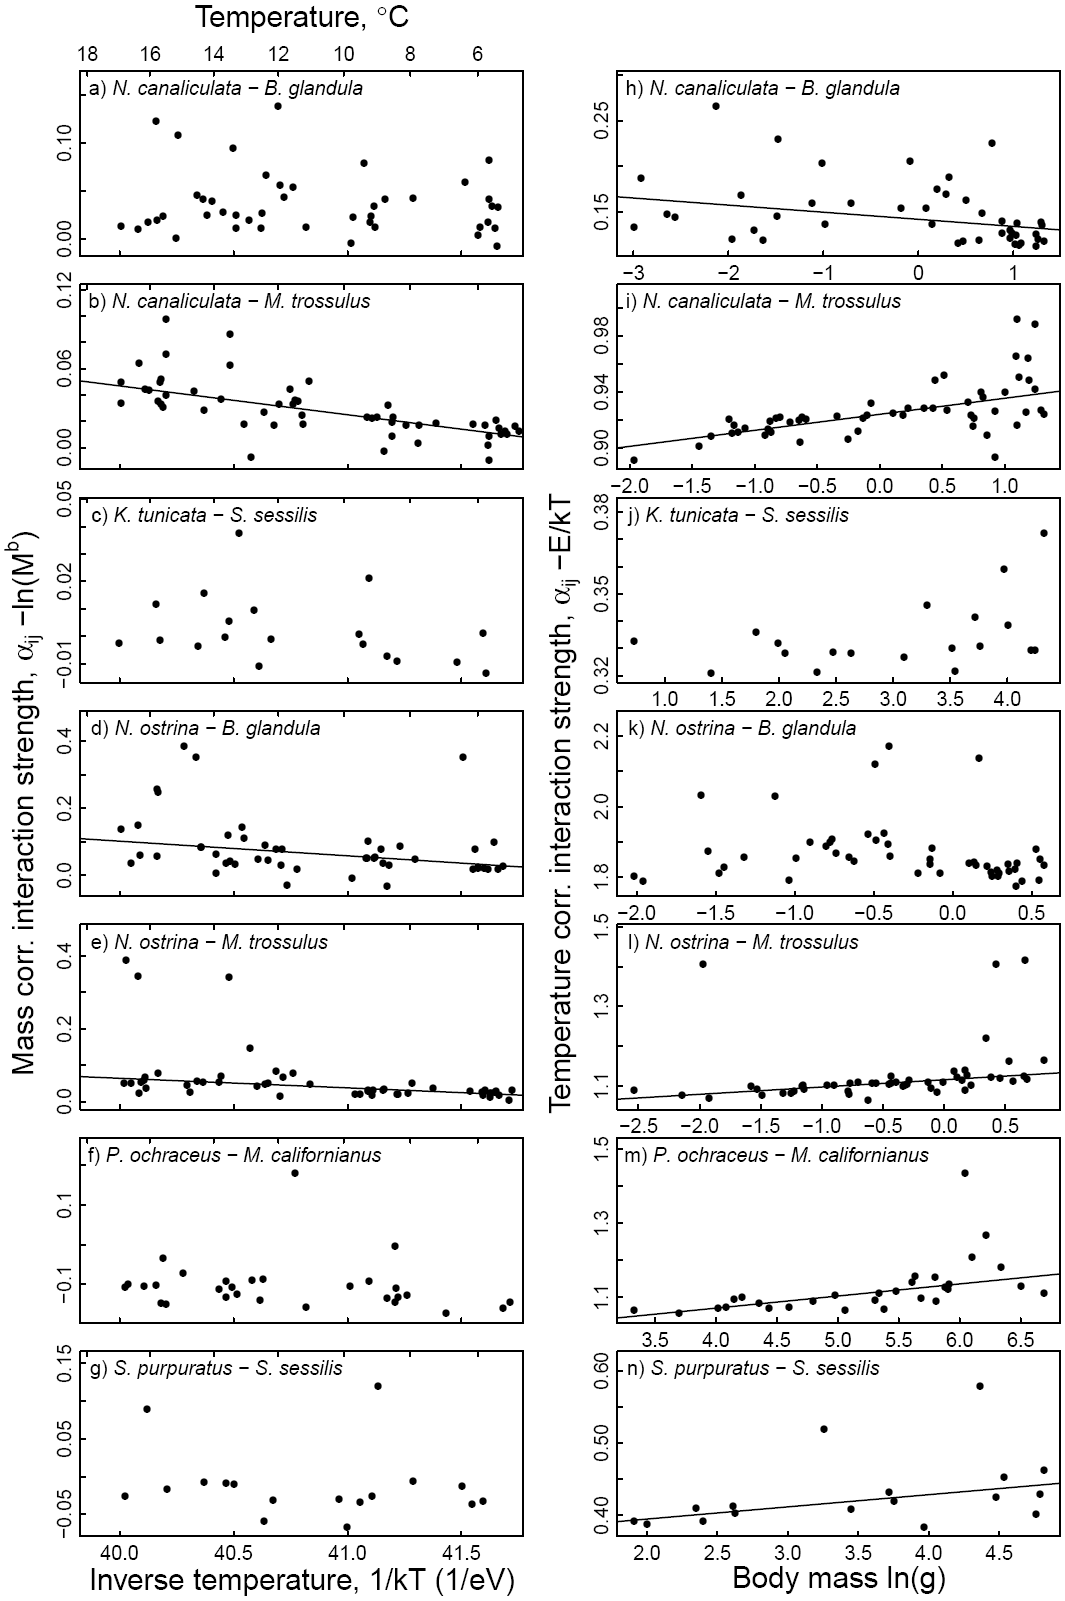 Temperature, °C
18 16 14 12 10 8 6
Mass corr. interaction strength, αij −ln(M^b)
a) N. canaliculata − B. glandula
0.10
0.00
b) N. canaliculata − M. trossulus
0.12
0.06
0.00
c) K. tunicata − S. sessilis
0.05
0.02
−0.01
d) N. ostrina − B. glandula
0.4
0.2
0.0
e) N. ostrina − M. trossulus
0.4
0.2
0.0
f) P. ochraceus − M. californianus
0.1
−0.1
g) S. purpuratus − S. sessilis
0.15
0.05
−0.05
40.0 40.5 41.0 41.5
Inverse temperature, 1/kT (1/eV)
Temperature corr. interaction strength, αij −E/kT
h) N. canaliculata − B. glandula
0.25
0.15
−3 −2 −1 0 1
i) N. canaliculata − M. trossulus
0.98
0.94
0.90
−2.0 −1.5 −1.0 −0.5 0.0 0.5 1.0
j) K. tunicata − S. sessilis
0.38
0.35
0.32
1.0 1.5 2.0 2.5 3.0 3.5 4.0
k) N. ostrina − B. glandula
2.2
2.0
1.8
−2.0 −1.5 −1.0 −0.5 0.0 0.5
l) N. ostrina − M. trossulus
1.5
1.3
1.1
−2.5 −2.0 −1.5 −1.0 −0.5 0.0 0.5
m) P. ochraceus − M. californianus
1.5
1.3
1.1
3.5 4.0 4.5 5.0 5.5 6.0 6.5
n) S. purpuratus − S. sessilis
0.60
0.50
0.40
2.0 2.5 3.0 3.5 4.0 4.5
Body mass ln(g)